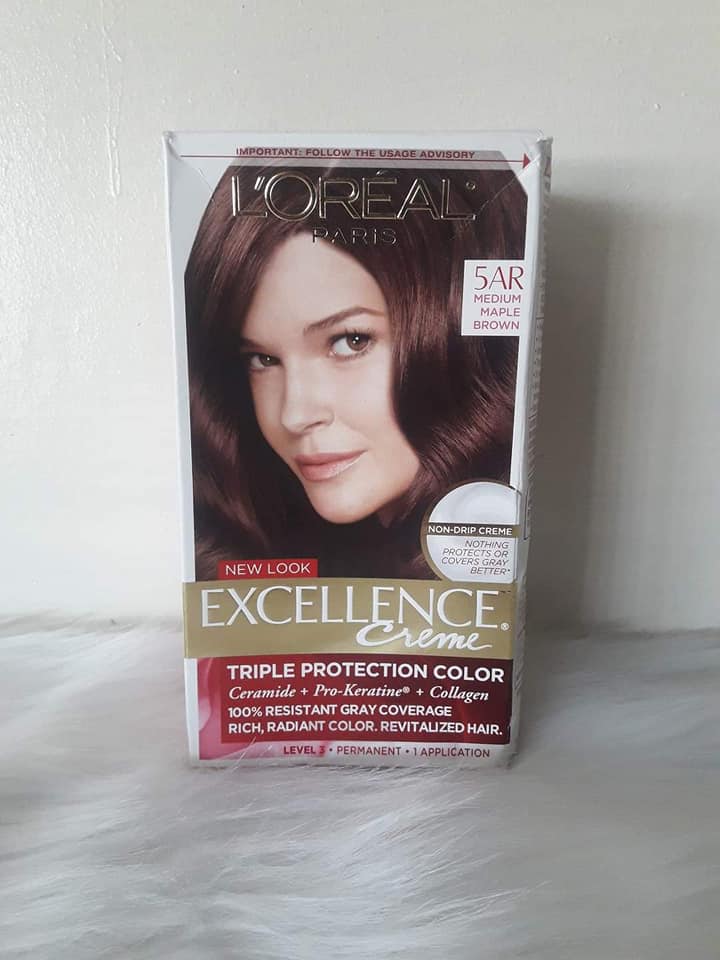 IMPORTANT: FOLLOW THE USAGE ADVISORY
L'ORÉAL®
PARIS
5AR
MEDIUM
MAPLE
BROWN
NON-DRIP CREME
NOTHING
PROTECTS OR
COVERS GRAY
BETTER*
NEW LOOK
EXCELLENCE®
Creme
TRIPLE PROTECTION COLOR
Ceramide + Pro-Keratine® + Collagen
100% RESISTANT GRAY COVERAGE
RICH, RADIANT COLOR. REVITALIZED HAIR.
LEVEL 3 • PERMANENT • 1 APPLICATION